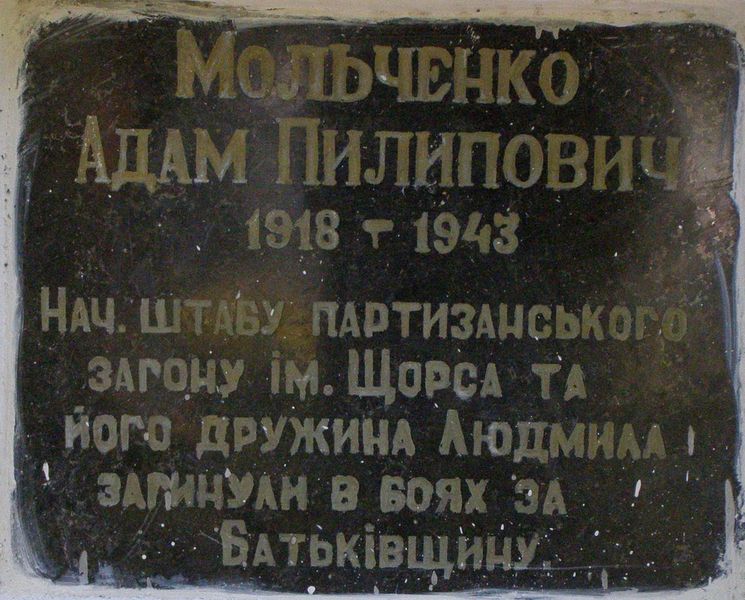 Мольченко
Адам Пилипович
1918 - 1943
Нач. штабу партизанського
загону ім. Щорса та
його дружина Людмила
загинули в боях за
Батьківщину.